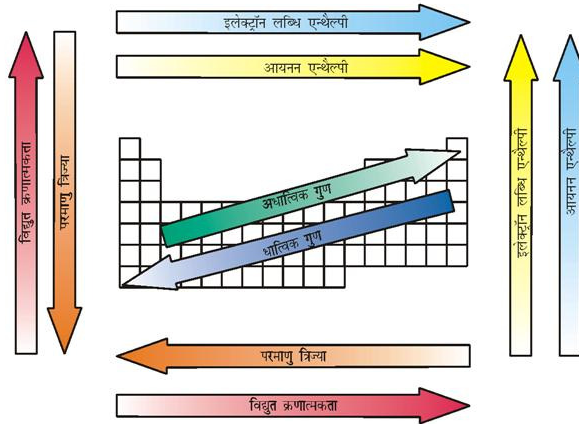 इलेक्ट्रॉन लब्धि एन्थैल्पी
आयनन एन्थैल्पी
विद्युत ऋणात्मकता
परमाणु त्रिज्या
अधात्विक गुण
धात्विक गुण
इलेक्ट्रॉन लब्धि एन्थैल्पी
आयनन एन्थैल्पी
परमाणु त्रिज्या
विद्युत ऋणात्मकता